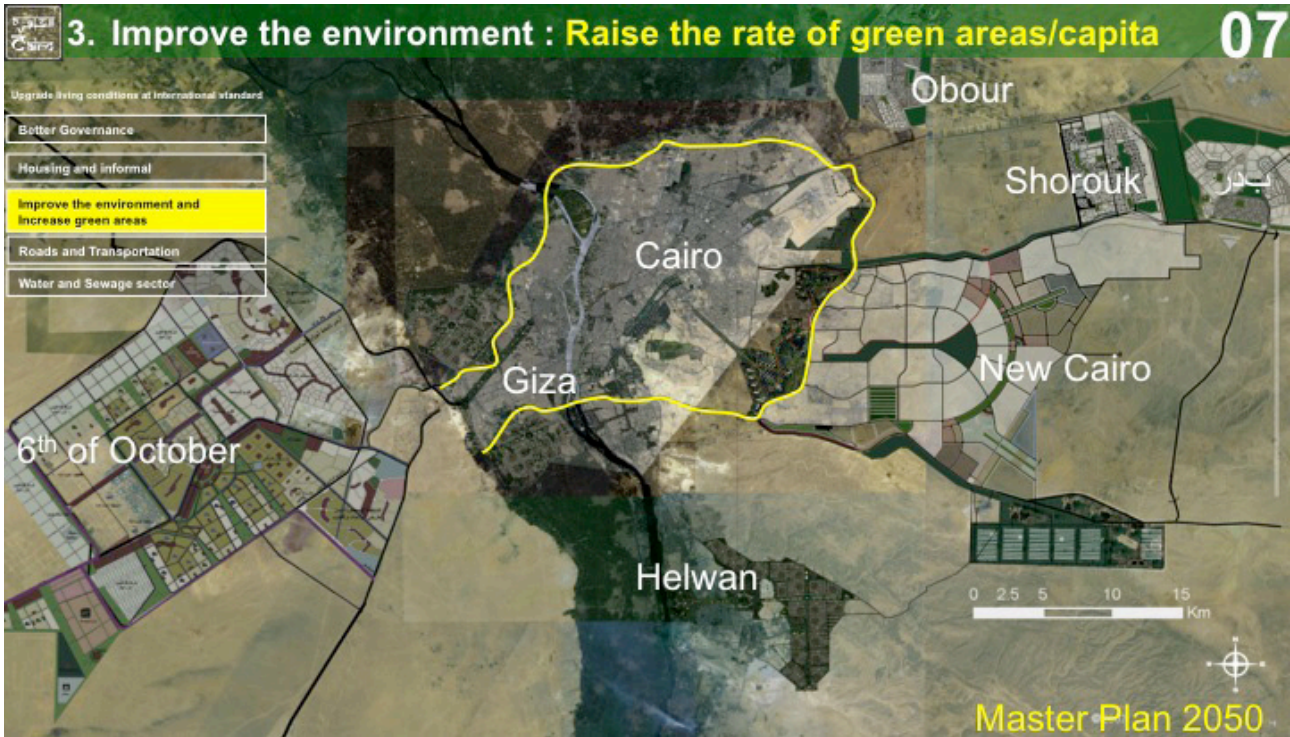 3. Improve the environment : Raise the rate of green areas/capita
07
Upgrade living conditions at international standard
Better Governance
Housing and informal
Improve the environment and
Increase green areas
Roads and Transportation
Water and Sewage sector
Obour
Shorouk
بدر
Cairo
New Cairo
Giza
6th of October
Helwan
0 2.5 5 10 15
Km
Master Plan 2050